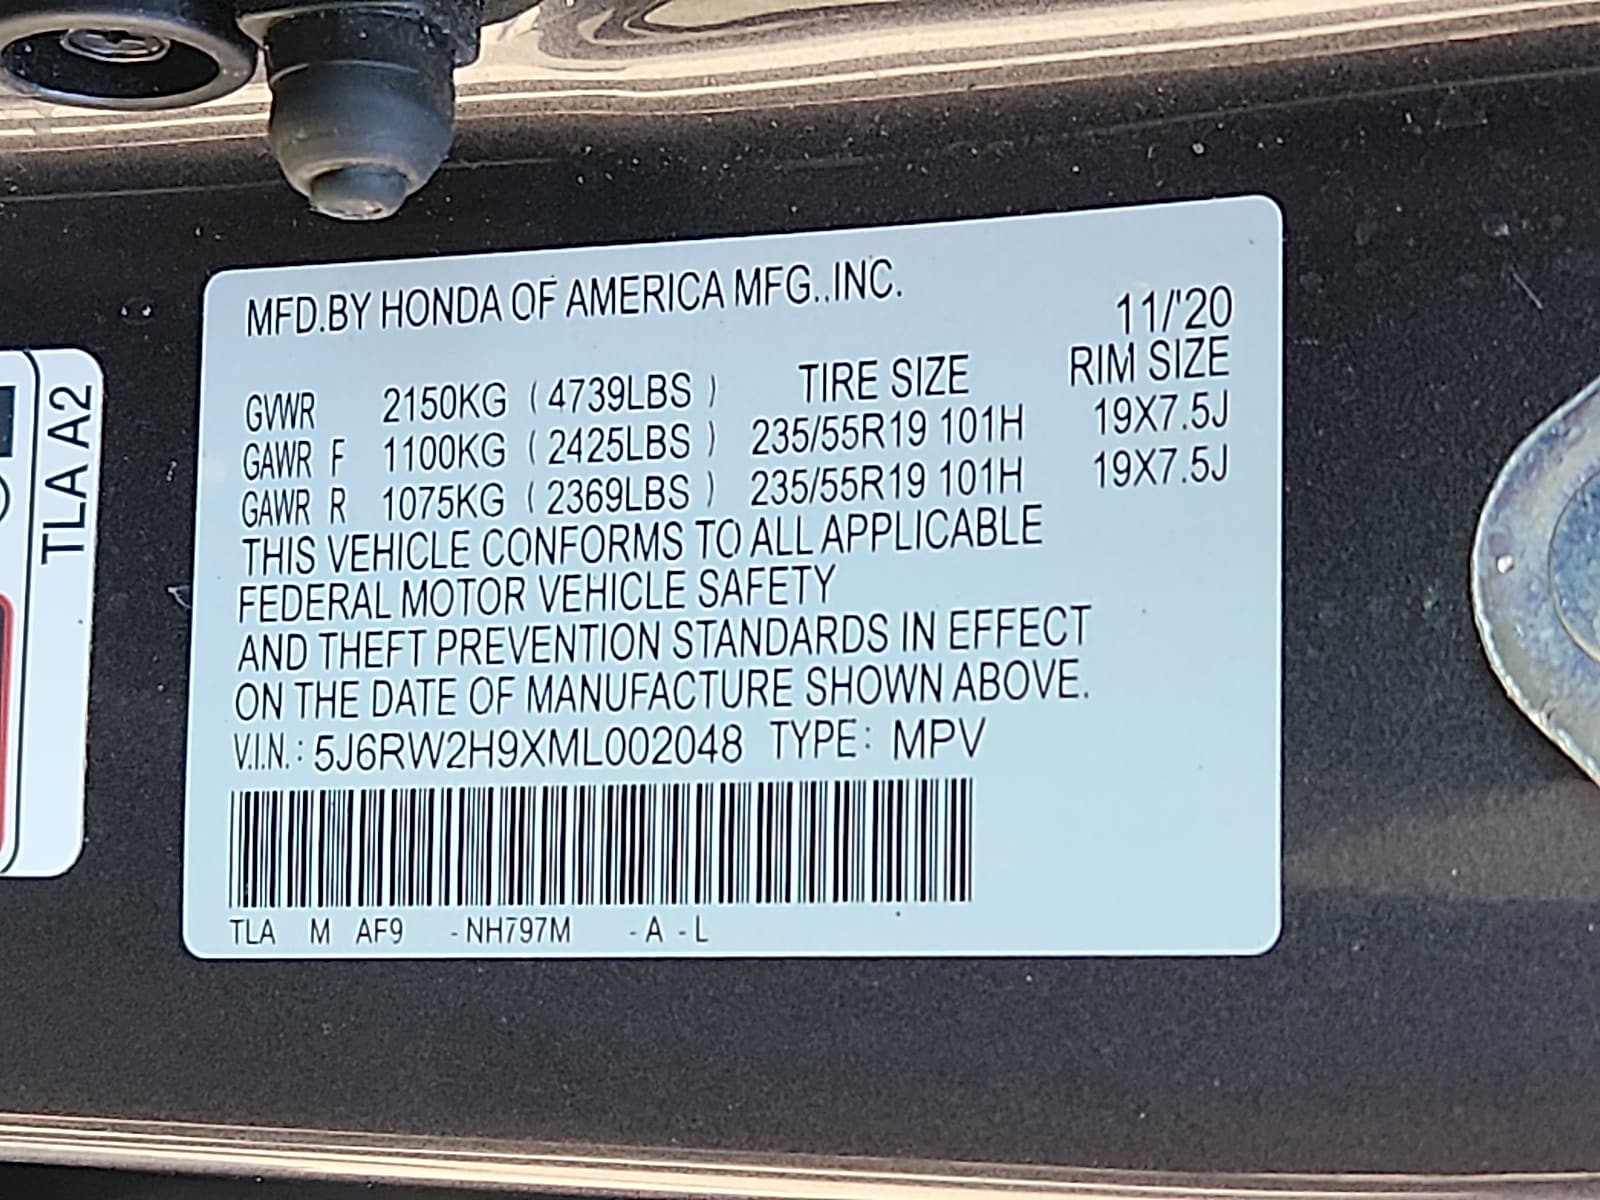 MFD.BY HONDA OF AMERICA MFG.,INC.
11/'20
TIRE SIZE RIM SIZE
GVWR 2150KG ( 4739LBS )
GAWR F 1100KG ( 2425LBS ) 235/55R19 101H 19X7.5J
GAWR R 1075KG ( 2369LBS ) 235/55R19 101H 19X7.5J
THIS VEHICLE CONFORMS TO ALL APPLICABLE
FEDERAL MOTOR VEHICLE SAFETY
AND THEFT PREVENTION STANDARDS IN EFFECT
ON THE DATE OF MANUFACTURE SHOWN ABOVE.
V.I.N.: 5J6RW2H9XML002048 TYPE: MPV
TLA M AF9 -NH797M -A -L
TLA A2